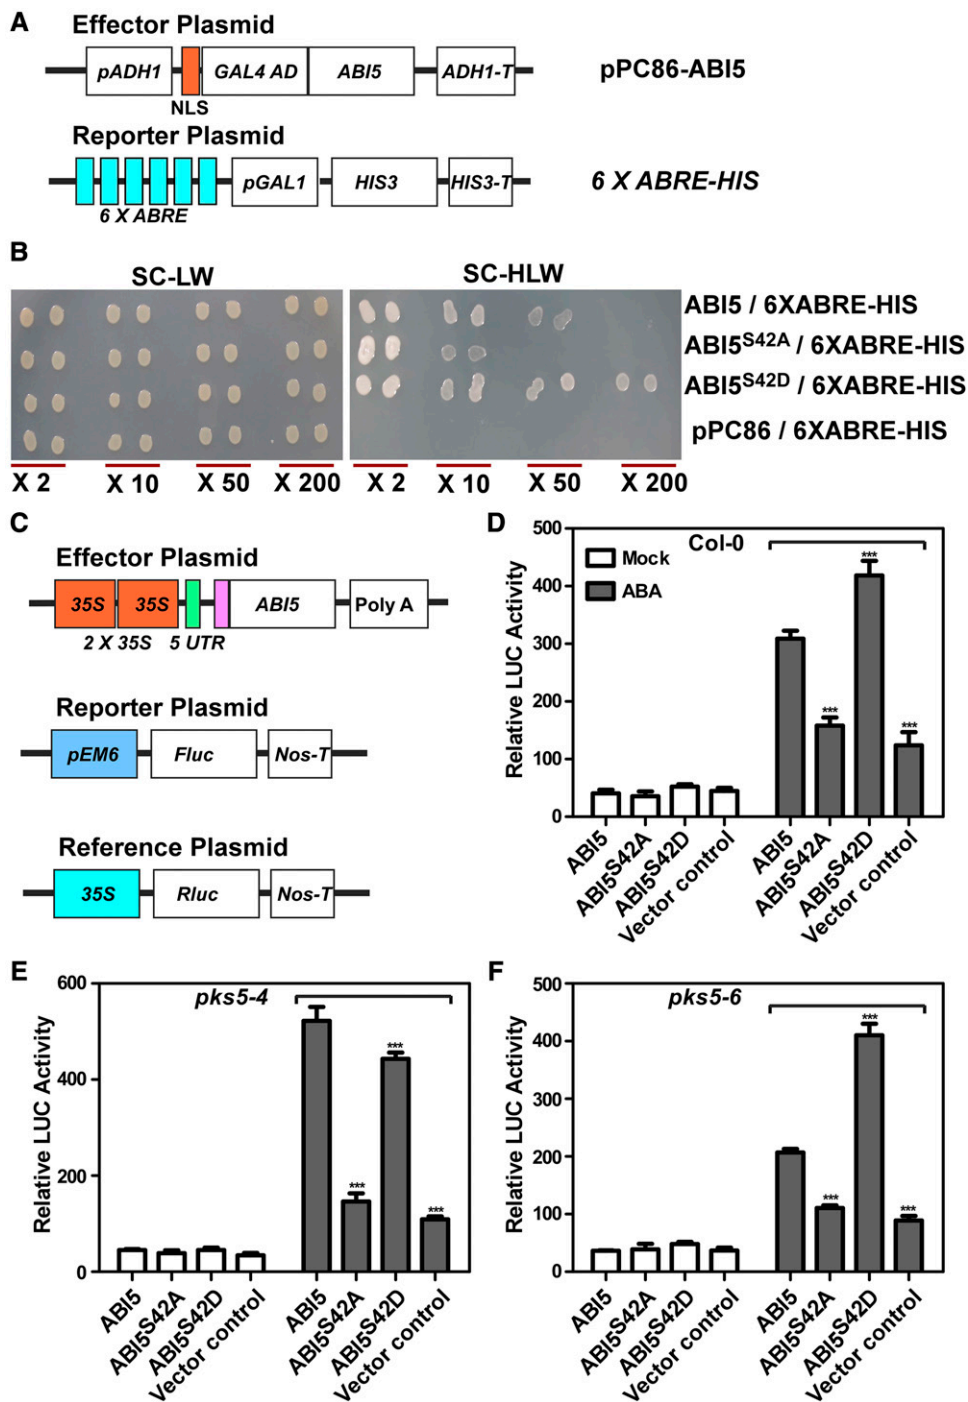 A
Effector Plasmid
pADH1 GAL4 AD ABI5 ADH1-T
pPC86-ABI5
NLS
Reporter Plasmid
pGAL1 HIS3 HIS3-T
6 X ABRE-HIS
6 X ABRE
B
SC-LW SC-HLW
ABI5 / 6XABRE-HIS
ABI5S42A / 6XABRE-HIS
ABI5S42D / 6XABRE-HIS
pPC86 / 6XABRE-HIS
X 2 X 10 X 50 X 200 X 2 X 10 X 50 X 200
C
Effector Plasmid
35S 35S ABI5 Poly A
2 X 35S 5 UTR
Reporter Plasmid
pEM6 Fluc Nos-T
Reference Plasmid
35S Rluc Nos-T
D
Relative LUC Activity
500
400
300
200
100
0
Col-0
Mock
ABA
***
***
***
ABI5
ABI5S42A
ABI5S42D
Vector control
ABI5
ABI5S42A
ABI5S42D
Vector control
E
Relative LUC Activity
600
400
200
0
pks5-4
***
***
***
ABI5
ABI5S42A
ABI5S42D
Vector control
ABI5
ABI5S42A
ABI5S42D
Vector control
F
Relative LUC Activity
500
400
300
200
100
0
pks5-6
***
***
***
ABI5
ABI5S42A
ABI5S42D
Vector control
ABI5
ABI5S42A
ABI5S42D
Vector control